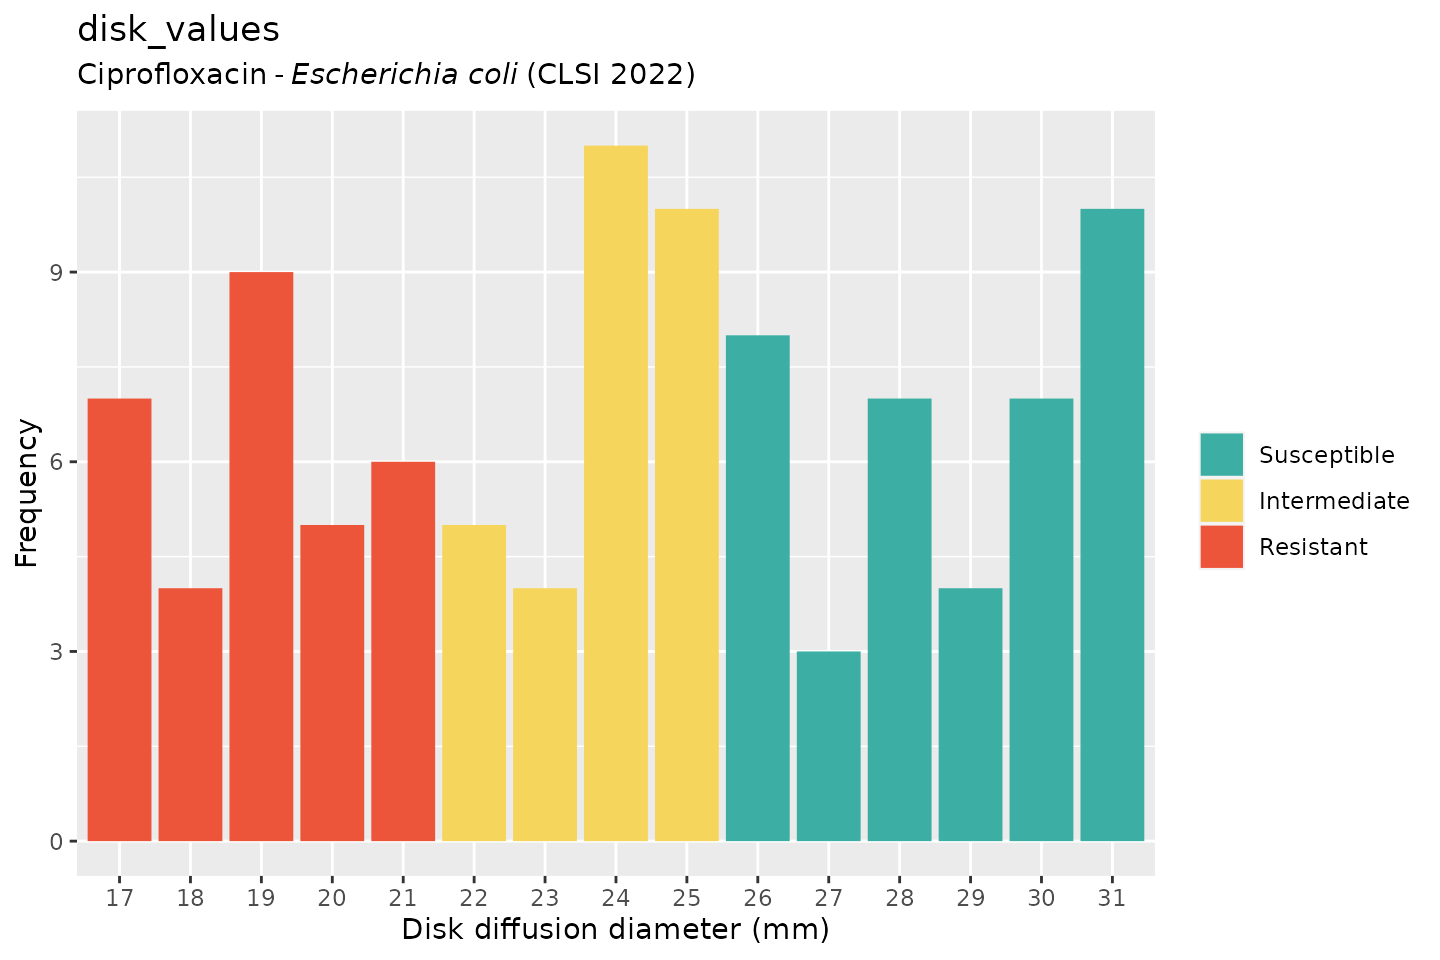 disk_values
Ciprofloxacin - Escherichia coli (CLSI 2022)
Frequency
9
6
3
0
17 18 19 20 21 22 23 24 25 26 27 28 29 30 31
Disk diffusion diameter (mm)
Susceptible
Intermediate
Resistant